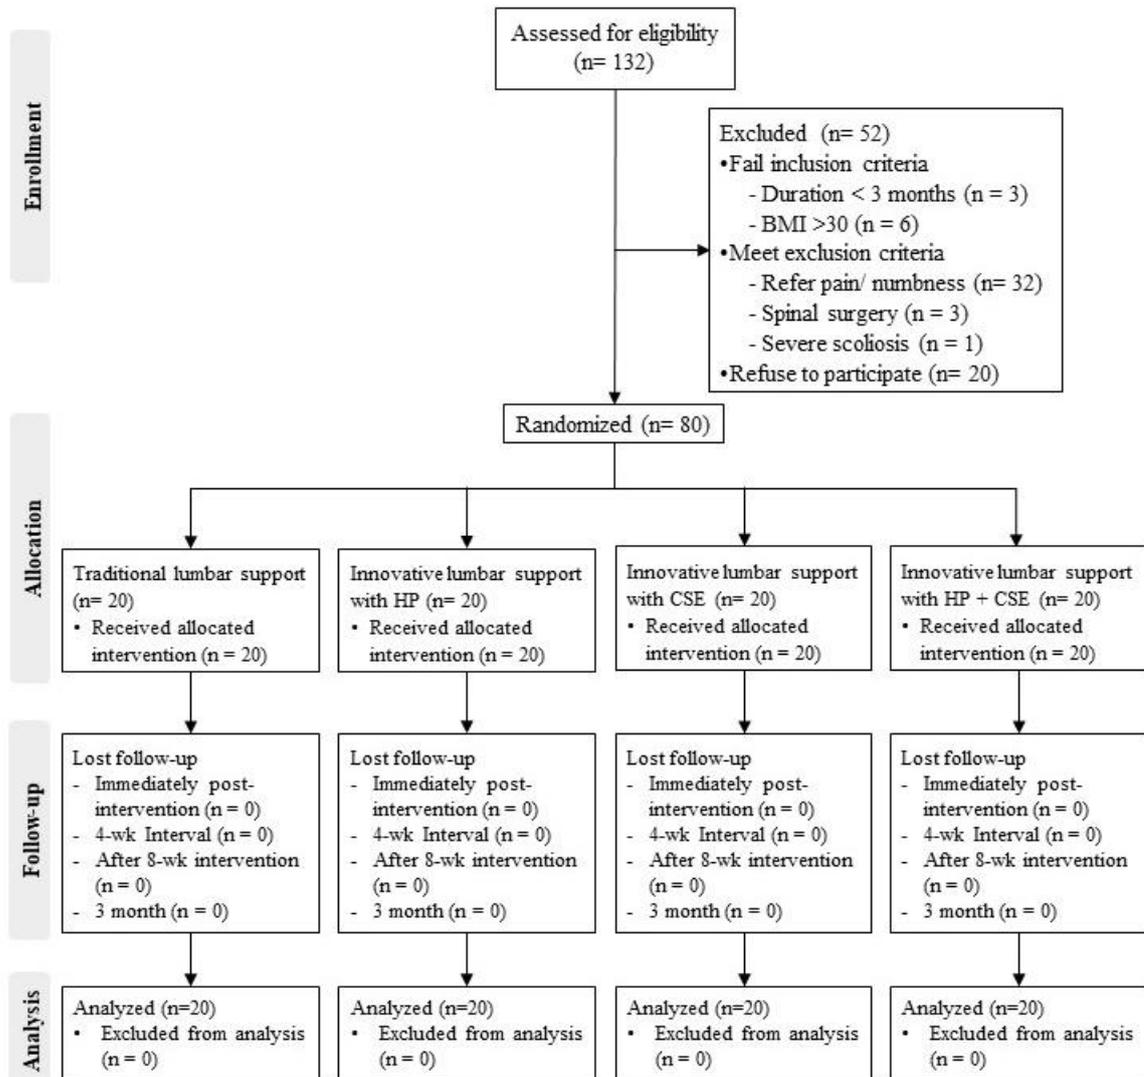 Enrollment
Assessed for eligibility
(n= 132)
Excluded (n= 52)
•Fail inclusion criteria
- Duration < 3 months (n = 3)
- BMI >30 (n = 6)
•Meet exclusion criteria
- Refer pain/ numbness (n= 32)
- Spinal surgery (n = 3)
- Severe scoliosis (n = 1)
•Refuse to participate (n= 20)
Randomized (n= 80)
Allocation
Traditional lumbar support
(n= 20)
• Received allocated
intervention (n = 20)
Innovative lumbar support
with HP (n= 20)
• Received allocated
intervention (n = 20)
Innovative lumbar support
with CSE (n= 20)
• Received allocated
intervention (n = 20)
Innovative lumbar support
with HP + CSE (n= 20)
• Received allocated
intervention (n = 20)
Follow-up
Lost follow-up
- Immediately post-
intervention (n = 0)
- 4-wk Interval (n = 0)
- After 8-wk intervention
(n = 0)
- 3 month (n = 0)
Lost follow-up
- Immediately post-
intervention (n = 0)
- 4-wk Interval (n = 0)
- After 8-wk intervention
(n = 0)
- 3 month (n = 0)
Lost follow-up
- Immediately post-
intervention (n = 0)
- 4-wk Interval (n = 0)
- After 8-wk intervention
(n = 0)
- 3 month (n = 0)
Lost follow-up
- Immediately post-
intervention (n = 0)
- 4-wk Interval (n = 0)
- After 8-wk intervention
(n = 0)
- 3 month (n = 0)
Analysis
Analyzed (n=20)
• Excluded from analysis
(n = 0)
Analyzed (n=20)
• Excluded from analysis
(n = 0)
Analyzed (n=20)
• Excluded from analysis
(n = 0)
Analyzed (n=20)
• Excluded from analysis
(n = 0)